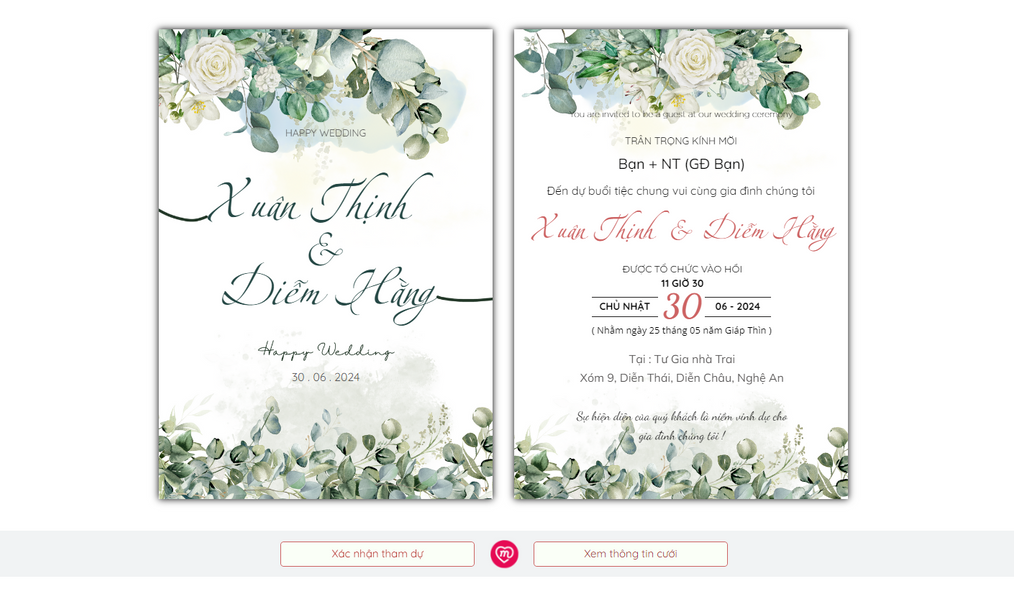 HAPPY WEDDING
Xuân Thịnh
&
Diễm Hằng
Happy Wedding
30 . 06 . 2024
You are invited to be a guest at our wedding ceremony
TRÂN TRỌNG KÍNH MỜI
Bạn + NT (GĐ Bạn)
Đến dự buổi tiệc chung vui cùng gia đình chúng tôi
Xuân Thịnh & Diễm Hằng
ĐƯỢC TỔ CHỨC VÀO HỒI
11 GIỜ 30
CHỦ NHẬT 30 06 - 2024
( Nhằm ngày 25 tháng 05 năm Giáp Thìn )
Tại : Tư Gia nhà Trai
Xóm 9, Diễn Thái, Diễn Châu, Nghệ An
Sự hiện diện của quý khách là niềm vinh dự cho
gia đình chúng tôi !
Xác nhận tham dự
Xem thông tin cưới